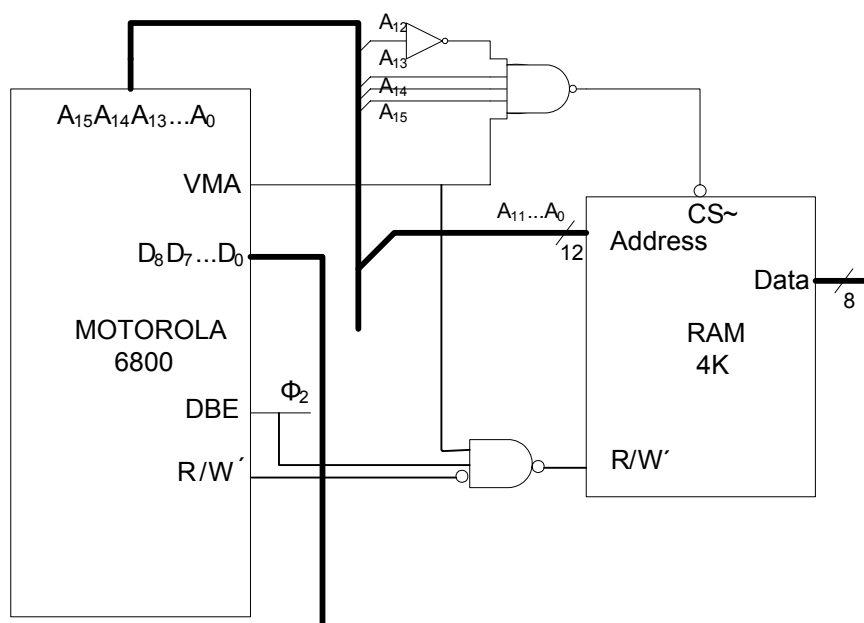 A₁₂
A₁₃
A₁₄
A₁₅
A₁₅A₁₄A₁₃...A₀
VMA
D₈D₇...D₀
MOTOROLA
6800
DBE
Φ₂
R/W´
A₁₁...A₀
12
CS~
Address
Data
8
RAM
4K
R/W´